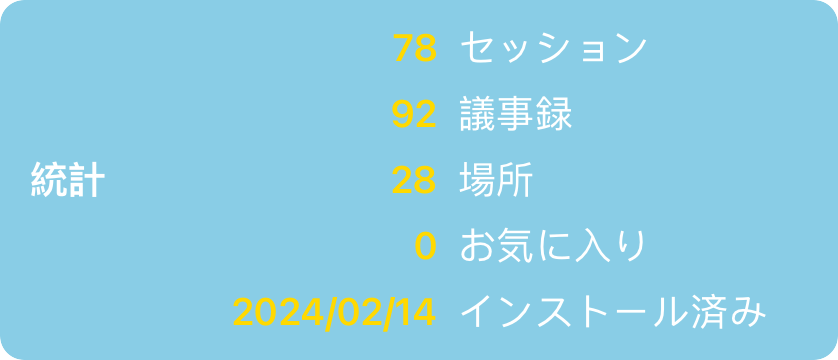 統計
78 セッション
92 議事録
28 場所
0 お気に入り
2024/02/14 インストール済み